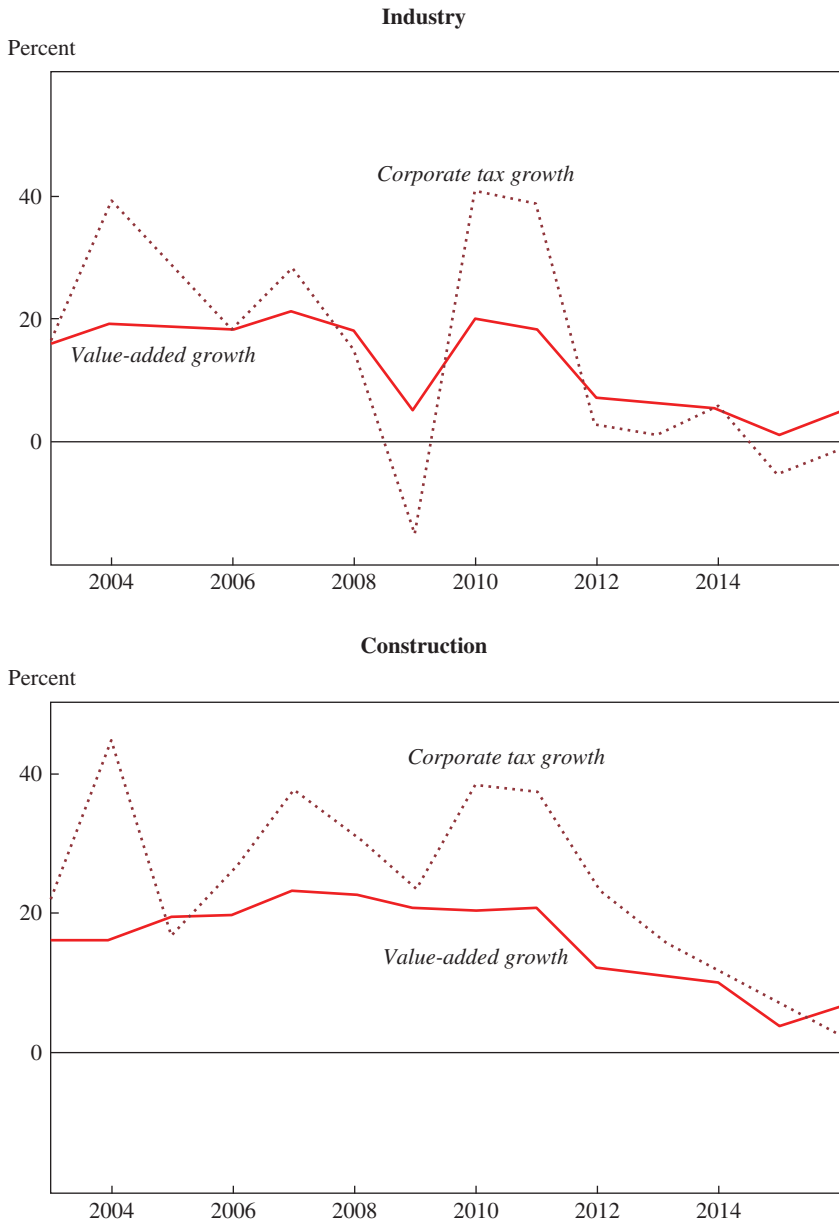 Industry
Percent
Corporate tax growth
40
20
Value-added growth
0
2004 2006 2008 2010 2012 2014
Construction
Percent
Corporate tax growth
40
20
Value-added growth
0
2004 2006 2008 2010 2012 2014